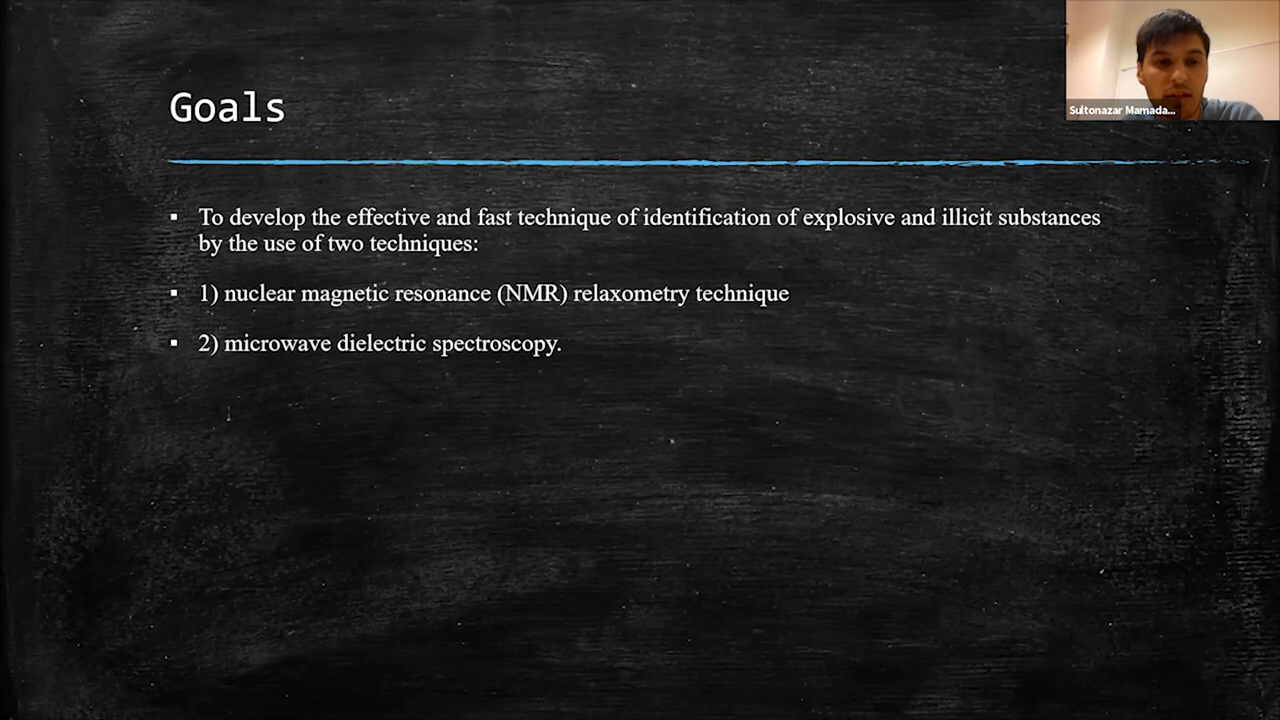 Goals
Sultonazar Mamada...
▪ To develop the effective and fast technique of identification of explosive and illicit substances
by the use of two techniques:
▪ 1) nuclear magnetic resonance (NMR) relaxometry technique
▪ 2) microwave dielectric spectroscopy.